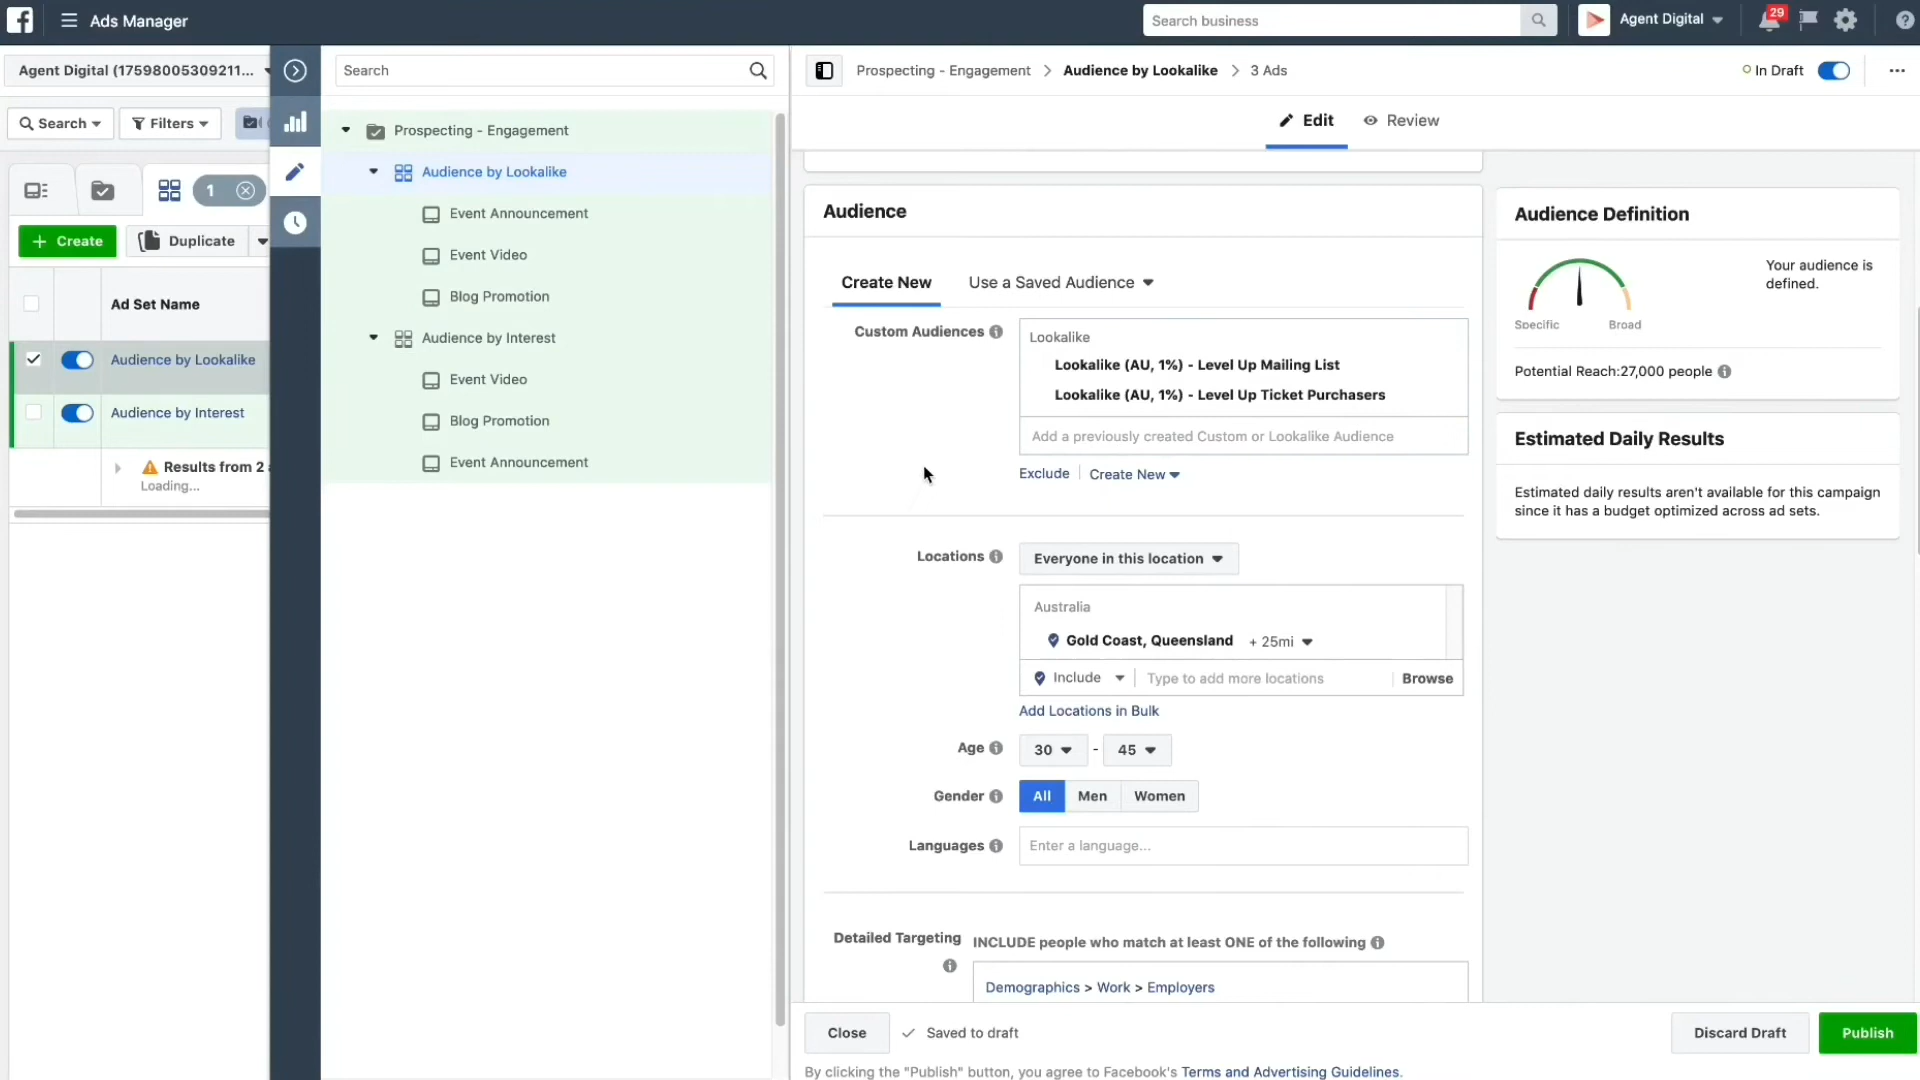 Ads Manager
Search business
Agent Digital
29
Agent Digital (17598005309211...
Search
Prospecting - Engagement > Audience by Lookalike > 3 Ads
In Draft
Search
Filters
Edit
Review
1
Create
Duplicate
Ad Set Name
Audience by Lookalike
Audience by Interest
Results from 2 a
Loading...
Prospecting - Engagement
Audience by Lookalike
Event Announcement
Event Video
Blog Promotion
Audience by Interest
Event Video
Blog Promotion
Event Announcement
Audience
Create New
Use a Saved Audience
Custom Audiences
Lookalike
Lookalike (AU, 1%) - Level Up Mailing List
Lookalike (AU, 1%) - Level Up Ticket Purchasers
Add a previously created Custom or Lookalike Audience
Exclude
Create New
Locations
Everyone in this location
Australia
Gold Coast, Queensland + 25mi
Include
Type to add more locations
Browse
Add Locations in Bulk
Age
30 - 45
Gender
All
Men
Women
Languages
Enter a language...
Detailed Targeting
INCLUDE people who match at least ONE of the following
Demographics > Work > Employers
Audience Definition
Your audience is
defined.
Specific
Broad
Potential Reach:27,000 people
Estimated Daily Results
Estimated daily results aren't available for this campaign
since it has a budget optimized across ad sets.
Close
Saved to draft
Discard Draft
Publish
By clicking the "Publish" button, you agree to Facebook's Terms and Advertising Guidelines.